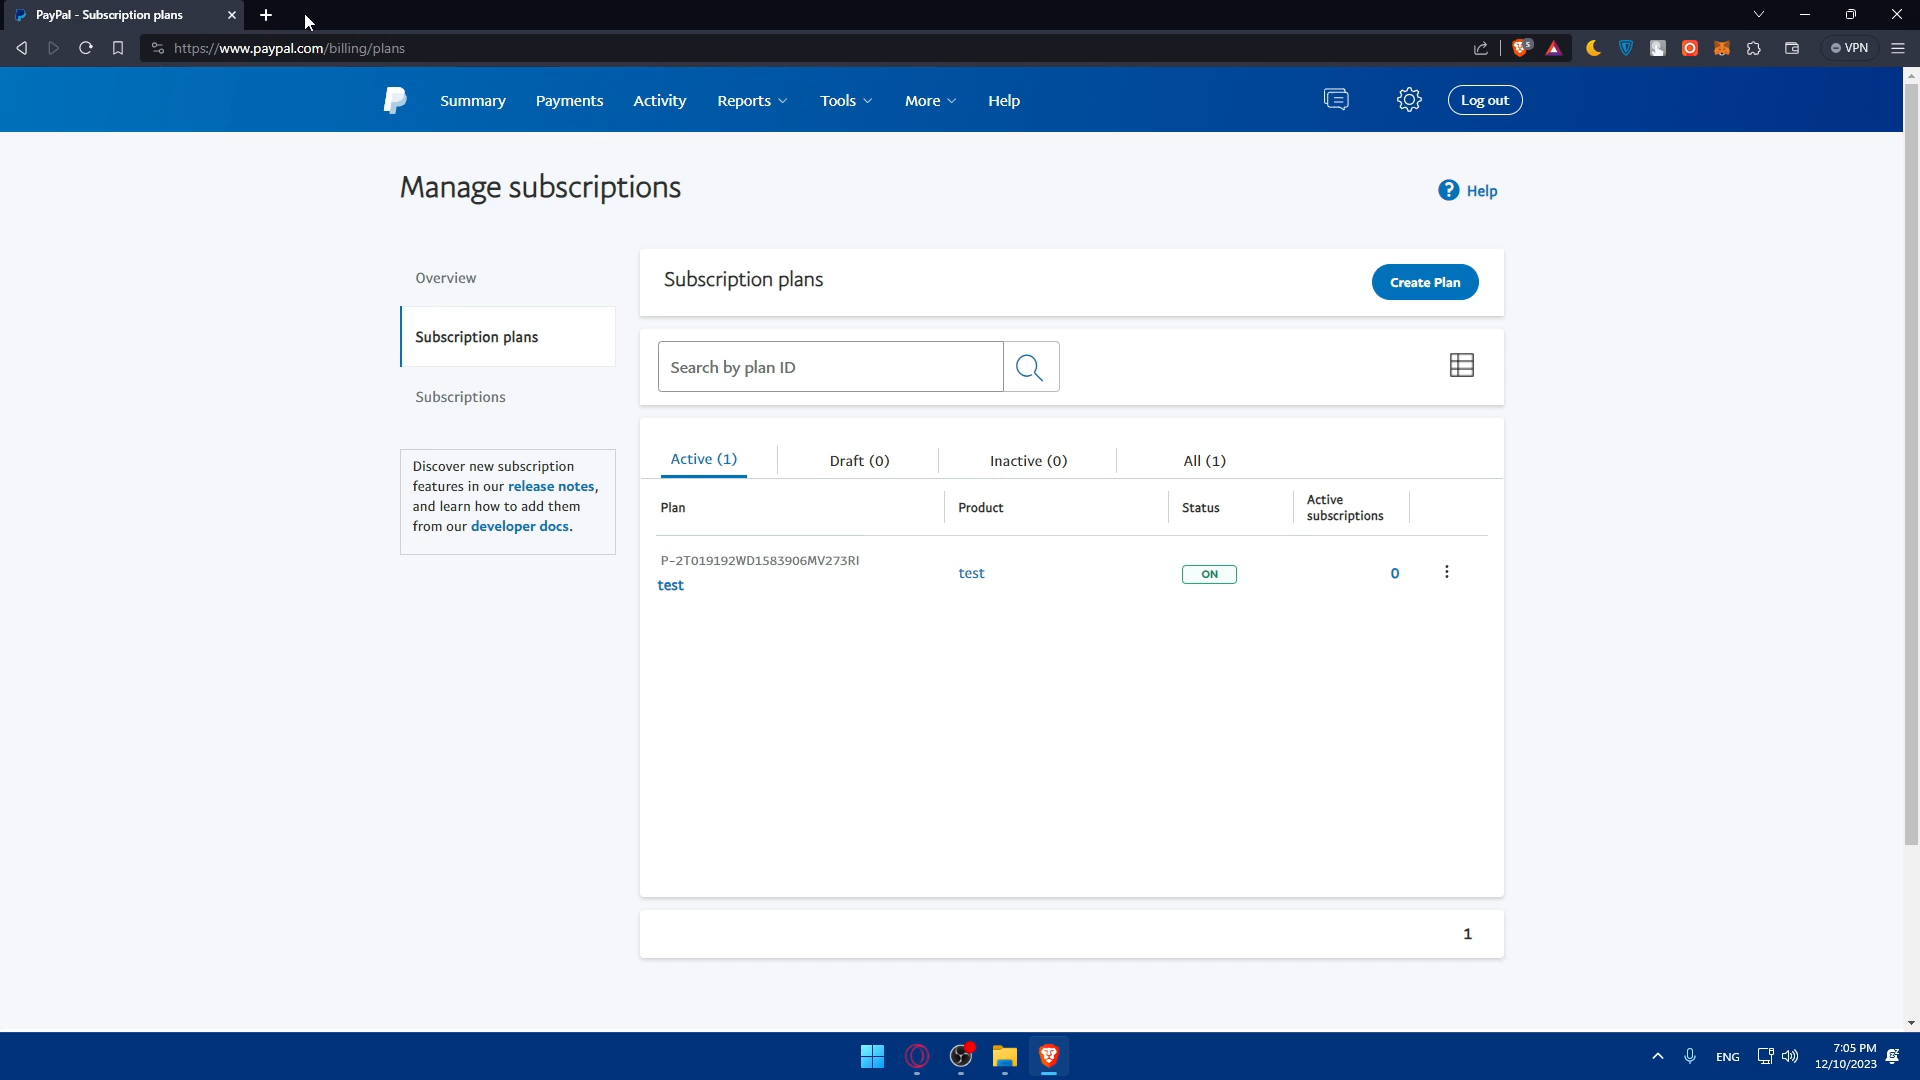 PayPal - Subscription plans
https://www.paypal.com/billing/plans
VPN
Summary Payments Activity Reports Tools More Help Log out
Manage subscriptions
Help
Overview
Subscription plans
Subscriptions
Discover new subscription
features in our release notes,
and learn how to add them
from our developer docs.
Subscription plans
Create Plan
Search by plan ID
Active (1) Draft (0) Inactive (0) All (1)
Plan Product Status Active
subscriptions
P-2T019192WD1583906MV273RI
test test ON 0
1
ENG
7:05 PM
12/10/2023